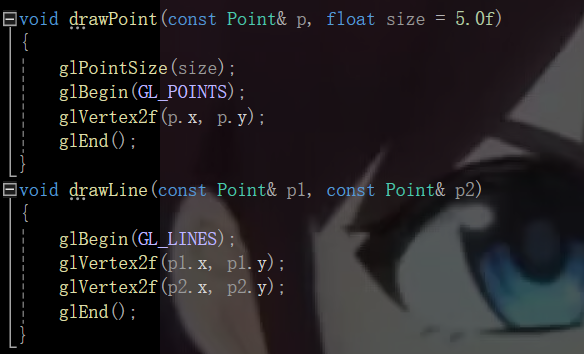 void drawPoint(const Point& p, float size = 5.0f)
{
glPointSize(size);
glBegin(GL_POINTS);
glVertex2f(p.x, p.y);
glEnd();
}
void drawLine(const Point& p1, const Point& p2)
{
glBegin(GL_LINES);
glVertex2f(p1.x, p1.y);
glVertex2f(p2.x, p2.y);
glEnd();
}